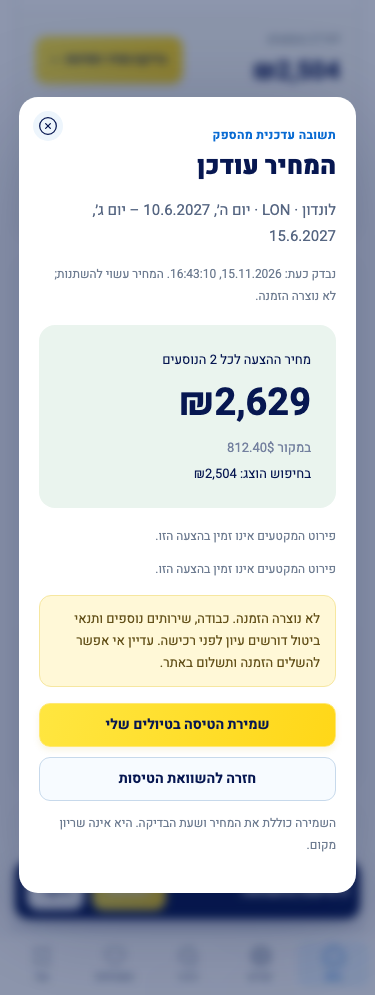 ₪2,504
תשובה עדכנית מהספק
המחיר עודכן
לונדון · LON · יום ה׳, 10.6.2027 – יום ג׳,
15.6.2027
נבדק כעת: 15.11.2026, 16:43:10. המחיר עשוי להשתנות;
לא נוצרה הזמנה.
מחיר ההצעה לכל 2 הנוסעים
₪2,629
במקור 812.40$
בחיפוש הוצג: 2,504₪
פירוט המקטעים אינו זמין בהצעה הזו.
פירוט המקטעים אינו זמין בהצעה הזו.
לא נוצרה הזמנה. כבודה, שירותים נוספים ותנאי
ביטול דורשים עיון לפני רכישה. עדיין אי אפשר
להשלים הזמנה ותשלום באתר.
שמירת הטיסה בטיולים שלי
חזרה להשוואת הטיסות
השמירה כוללת את המחיר ושעת הבדיקה. היא אינה שריון
מקום.